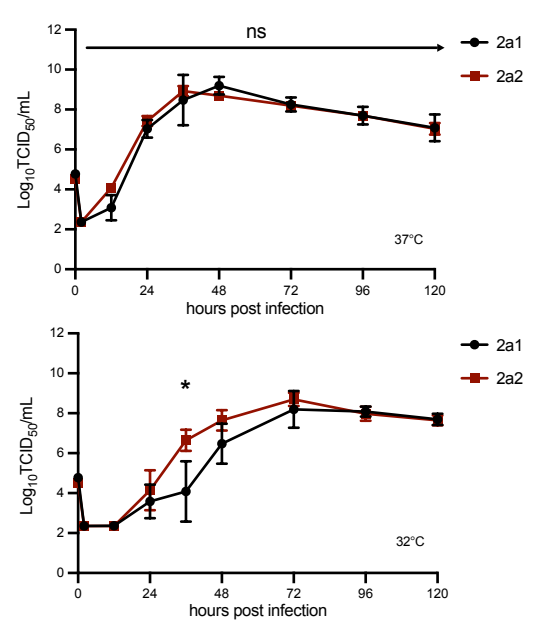 12
10
8
6
4
2
0
Log10TCID50/mL
ns
2a1
2a2
37°C
0 24 48 72 96 120
hours post infection
12
10
8
6
4
2
0
Log10TCID50/mL
*
2a1
2a2
32°C
0 24 48 72 96 120
hours post infection